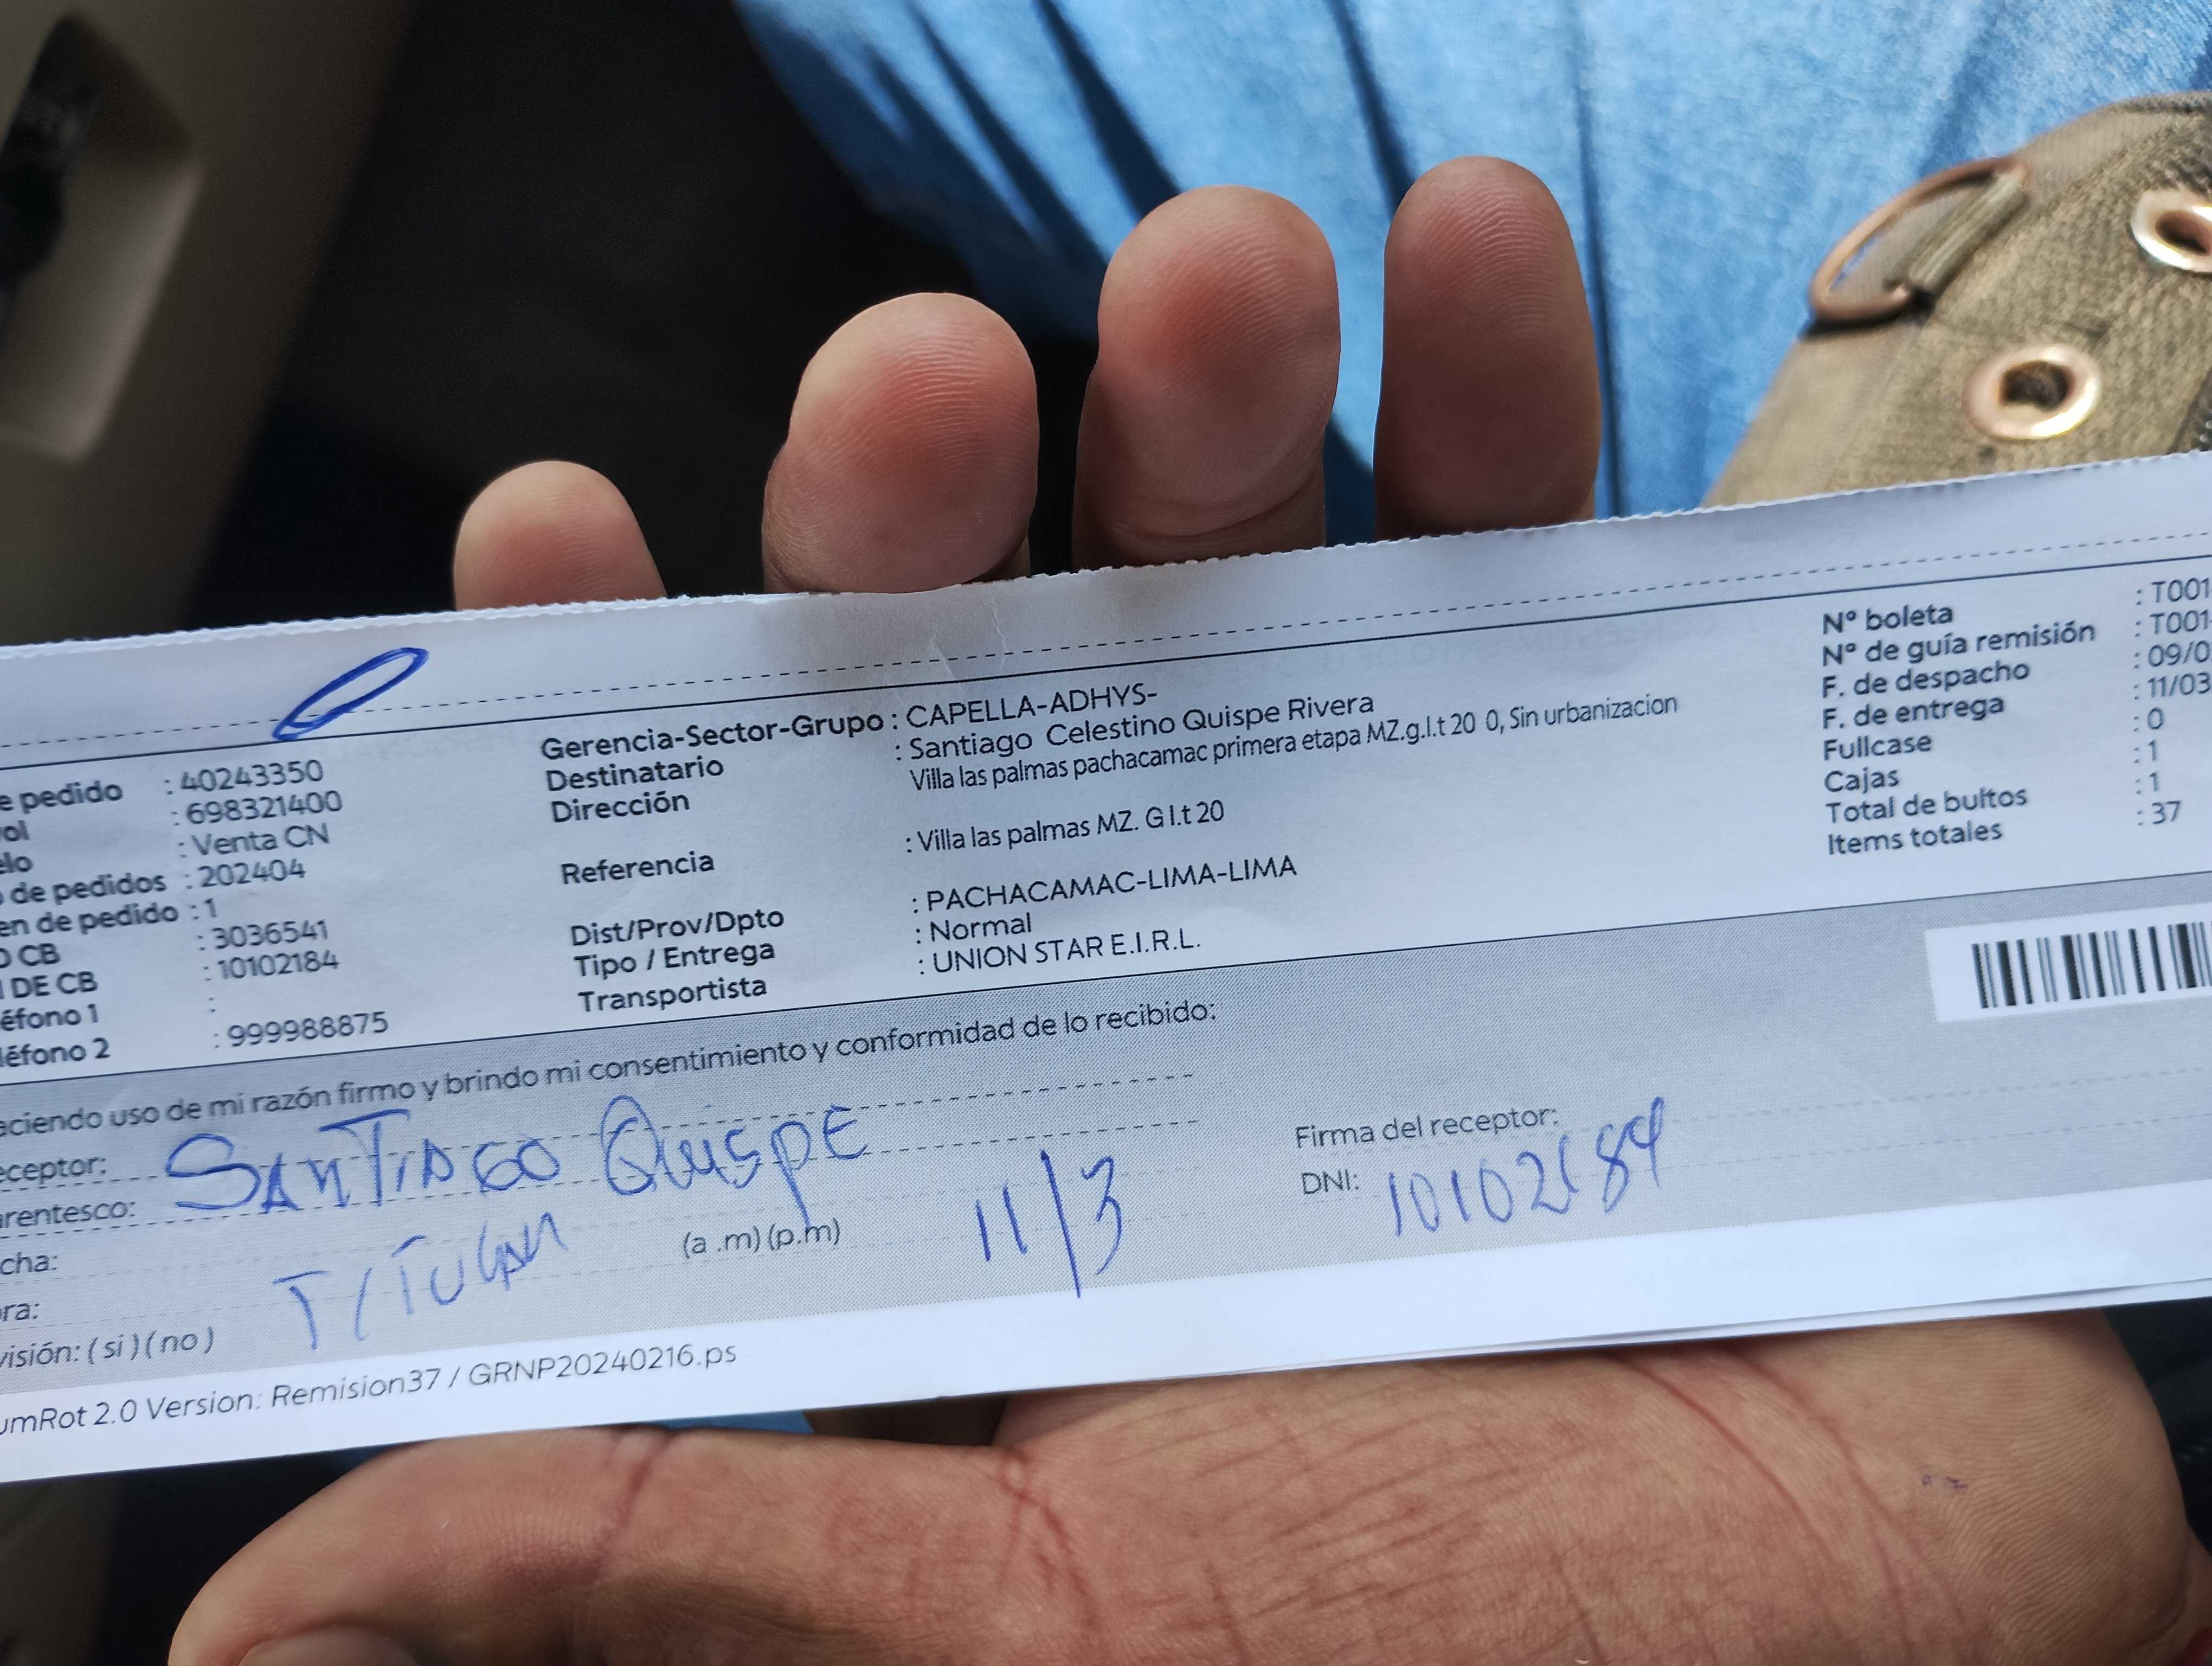 e pedido : 40243350
ol : 698321400
elo : Venta CN
de pedidos : 202404
en de pedido : 1
O CB : 3036541
I DE CB : 10102184
éfono 1 :
léfono 2 : 999988875
Gerencia-Sector-Grupo : CAPELLA-ADHYS-
Destinatario : Santiago Celestino Quispe Rivera
Dirección Villa las palmas pachacamac primera etapa MZ.g.l.t 20 0, Sin urbanizacion
Referencia : Villa las palmas MZ. G l.t 20
Dist/Prov/Dpto : PACHACAMAC-LIMA-LIMA
Tipo / Entrega : Normal
Transportista : UNION STAR E.I.R.L.
Nº boleta : T001
Nº de guía remisión : T001-
F. de despacho : 09/0
F. de entrega : 11/03
Fullcase : 0
Cajas : 1
Total de bultos : 1
Items totales : 37
aciendo uso de mi razón firmo y brindo mi consentimiento y conformidad de lo recibido:
eceptor: SANTIAGO QUISPE
arentesco:
cha: T/TULAR (a .m) (p.m) 11/3
ora:
visión: ( si ) ( no )
Firma del receptor:
DNI: 10102184
umRot 2.0 Version: Remision37 / GRNP20240216.ps